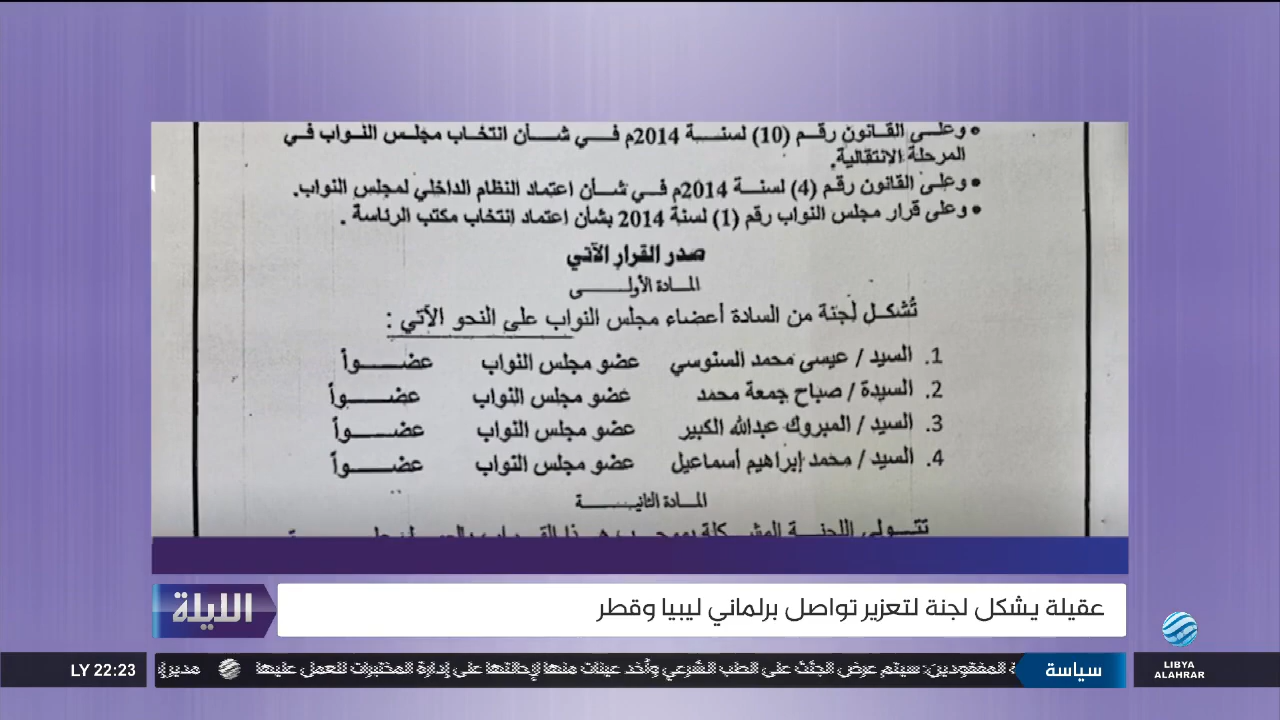 • وعلى القانون رقم (10) لسنة 2014م في شأن انتخاب مجلس النواب في
المرحلة الانتقالية.
• وعلى القانون رقم (4) لسنة 2014م في شأن اعتماد النظام الداخلي لمجلس النواب.
• وعلى قرار مجلس النواب رقم (1) لسنة 2014 بشأن اعتماد انتخاب مكتب الرئاسة .
صدر القرار الآتي
المادة الأولى
تُشكل لجنة من السادة أعضاء مجلس النواب على النحو الآتي :
1. السيد / عيسى محمد السنوسي عضو مجلس النواب عضواً
2. السيدة / صباح جمعة محمد عضو مجلس النواب عضواً
3. السيد / المبروك عبدالله الكبير عضو مجلس النواب عضواً
4. السيد / محمد إبراهيم أسماعيل عضو مجلس النواب عضواً
المادة الثانية
تتولى اللجنة المشكلة بموجب هذا
عقيلة يشكل لجنة لتعزيز تواصل برلماني ليبيا وقطر
الليلة
سياسة
المفقودين: سيتم عرض الجثث على الطب الشرعي وأخذ عينات منها لإحالتها على إدارة المختبرات للعمل عليها
LY 22:23
LIBYA
ALAHRAR